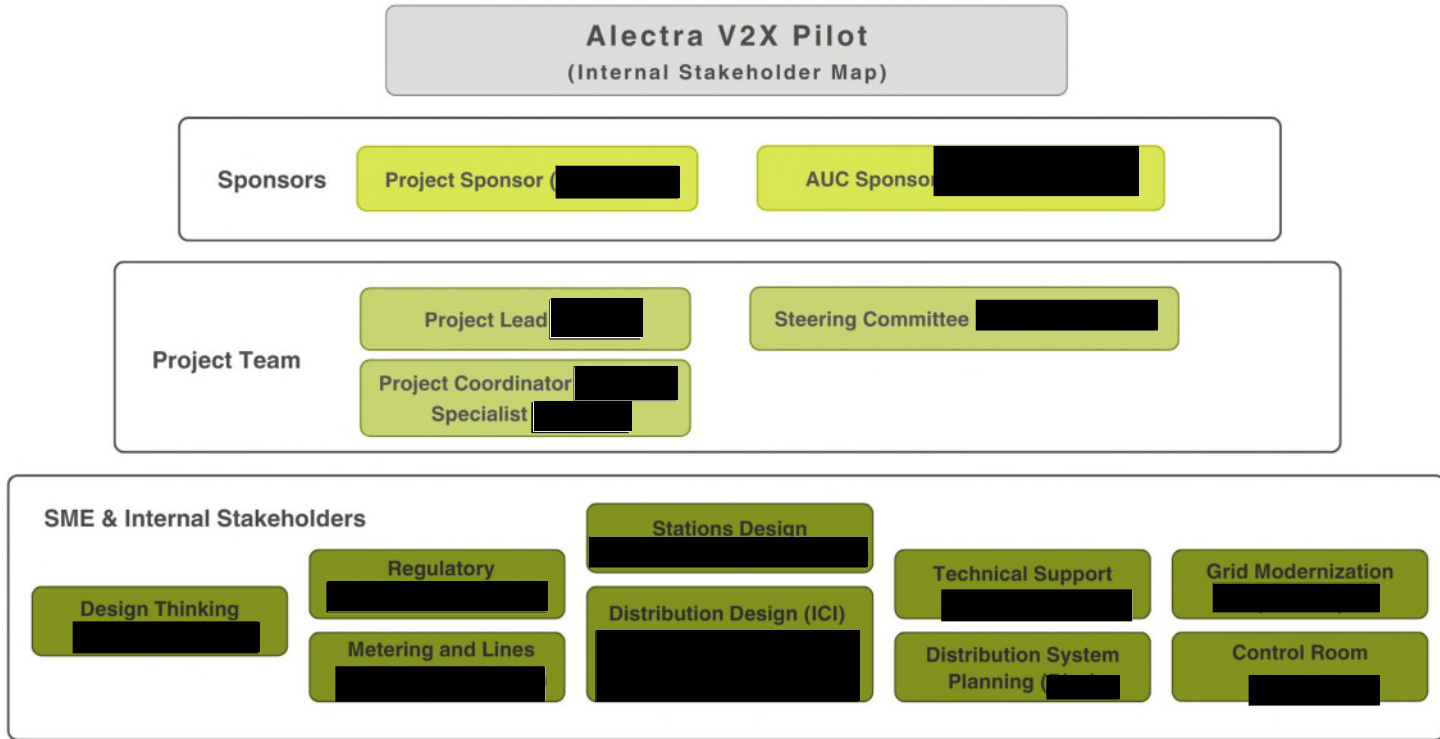 Alectra V2X Pilot
(Internal Stakeholder Map)
Sponsors
Project Sponsor (
AUC Sponsor
Project Team
Project Lead
Steering Committee
Project Coordinator
Specialist
SME & Internal Stakeholders
Design Thinking
Regulatory
Metering and Lines
Stations Design
Distribution Design (ICI)
Technical Support
Distribution System
Planning (
Grid Modernization
Control Room